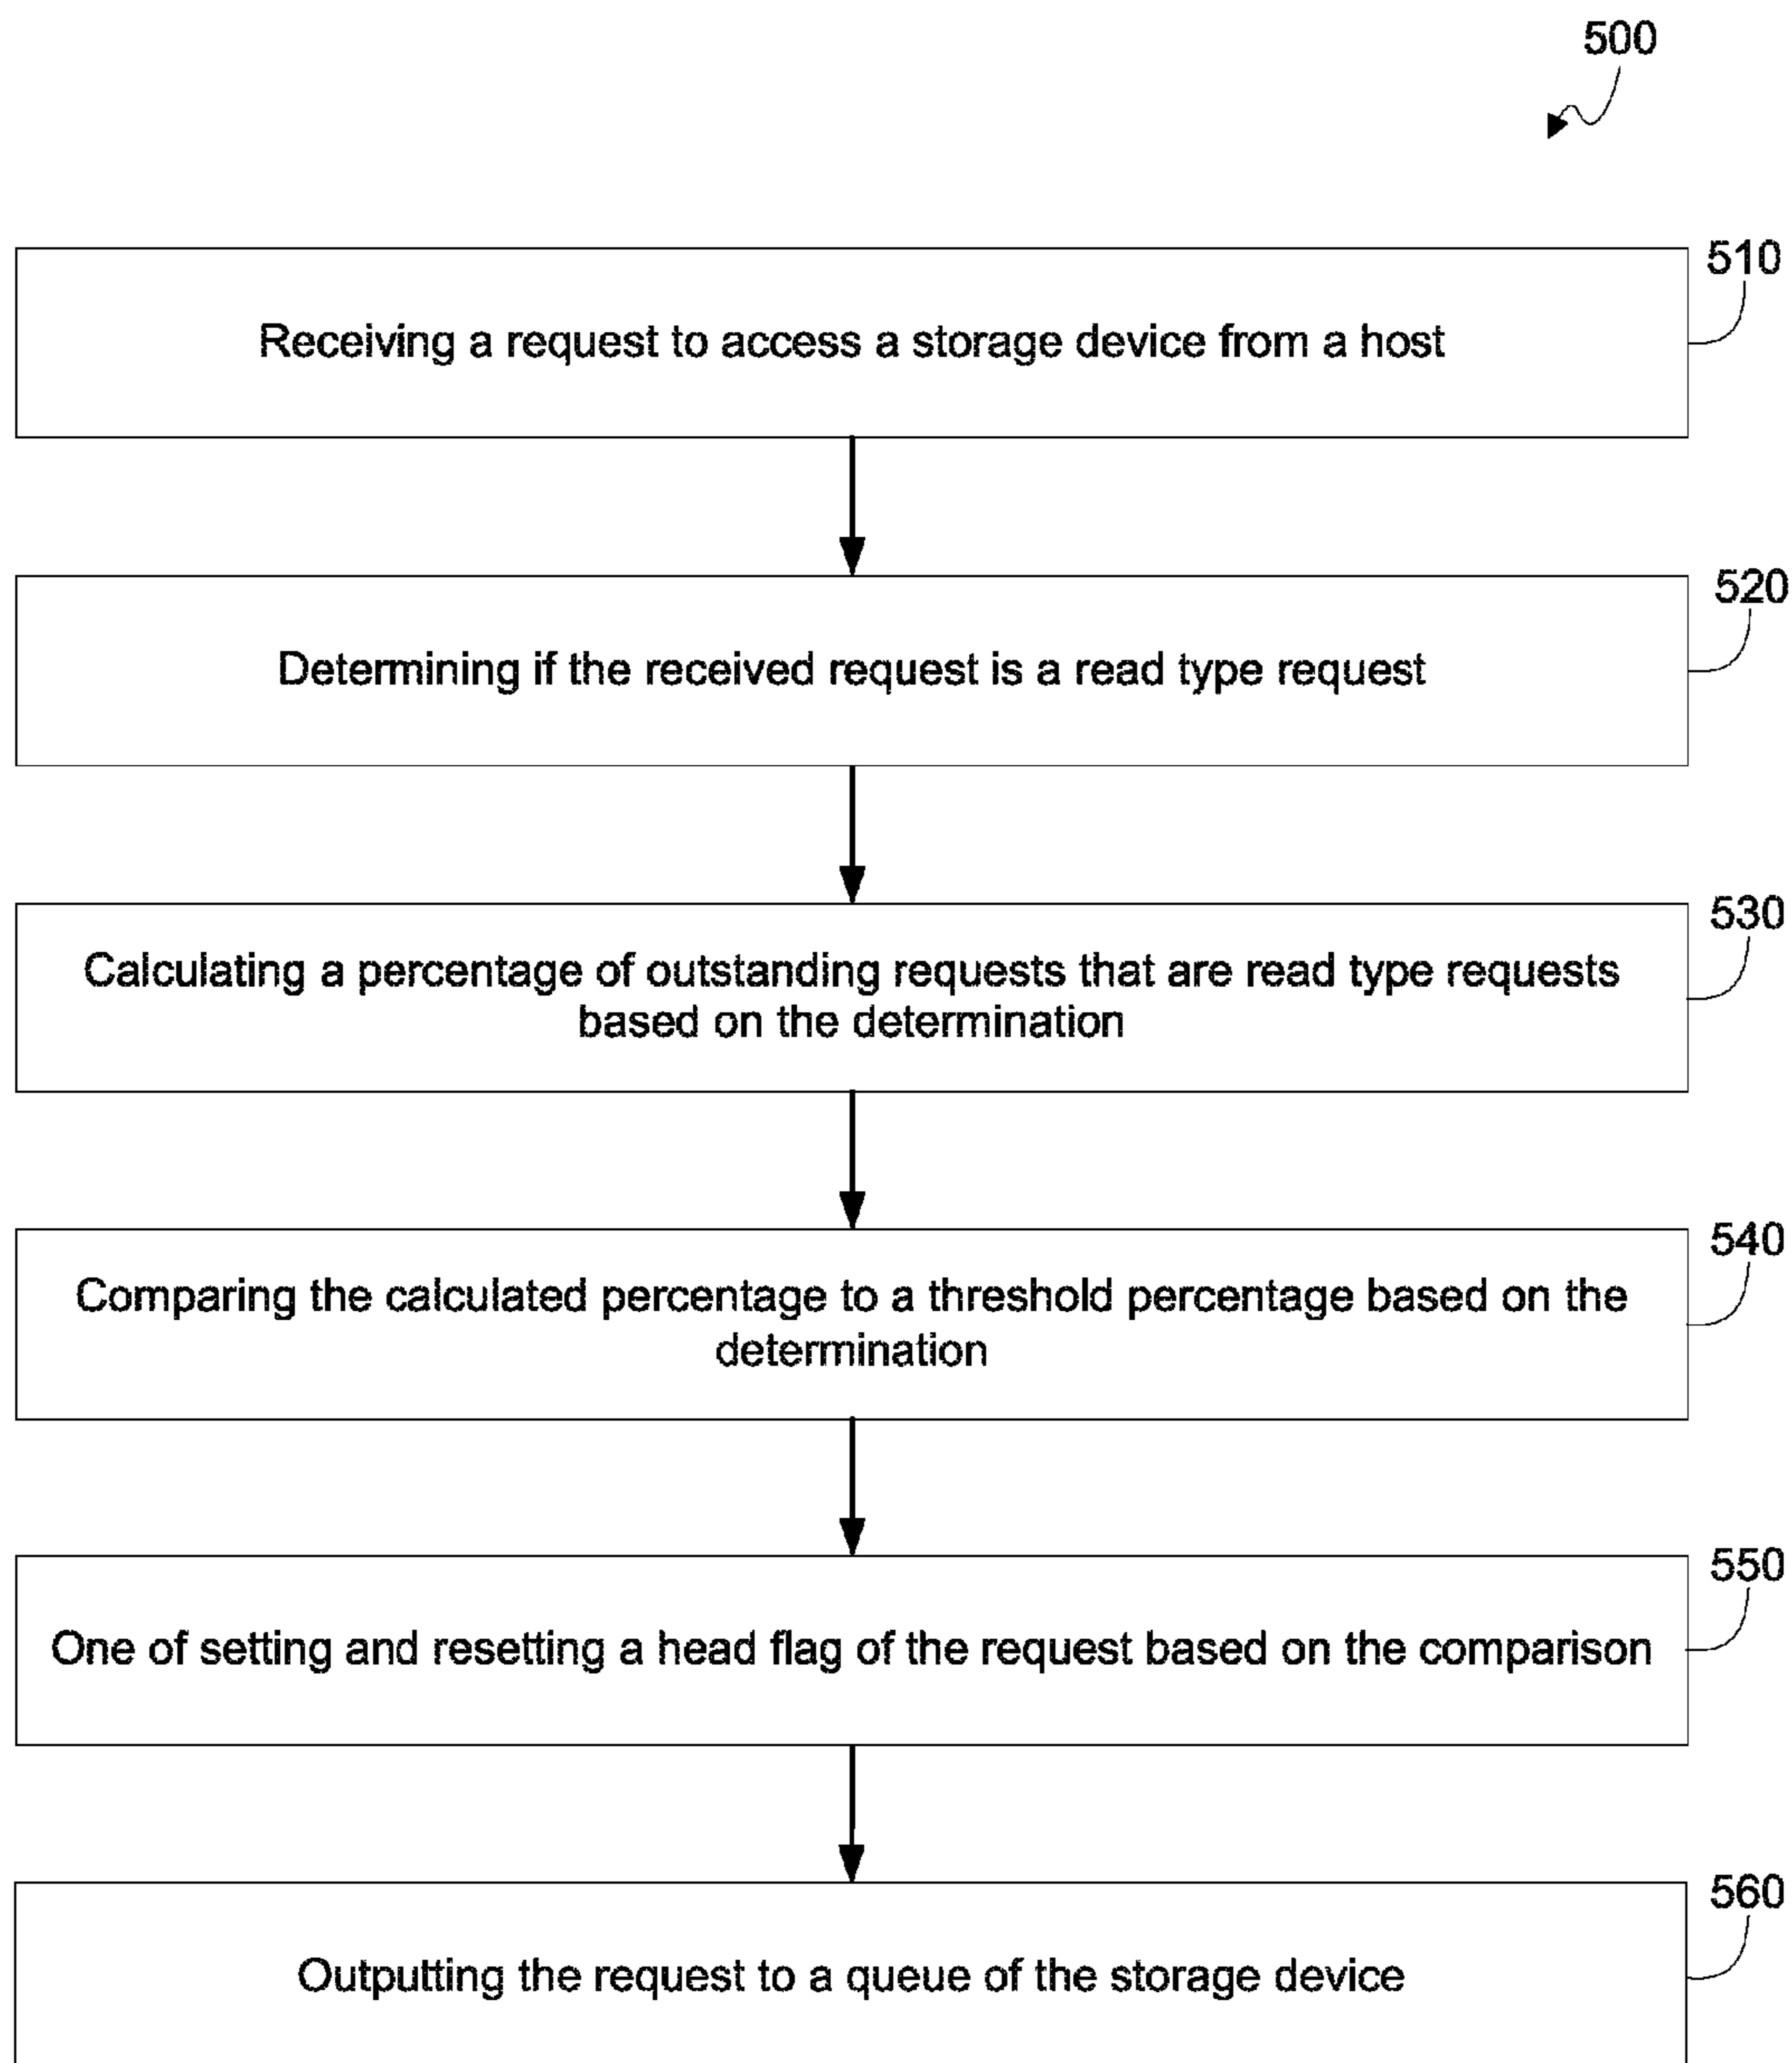 500
510
Receiving a request to access a storage device from a host
520
Determining if the received request is a read type request
530
Calculating a percentage of outstanding requests that are read type requests
based on the determination
540
Comparing the calculated percentage to a threshold percentage based on the
determination
550
One of setting and resetting a head flag of the request based on the comparison
560
Outputting the request to a queue of the storage device